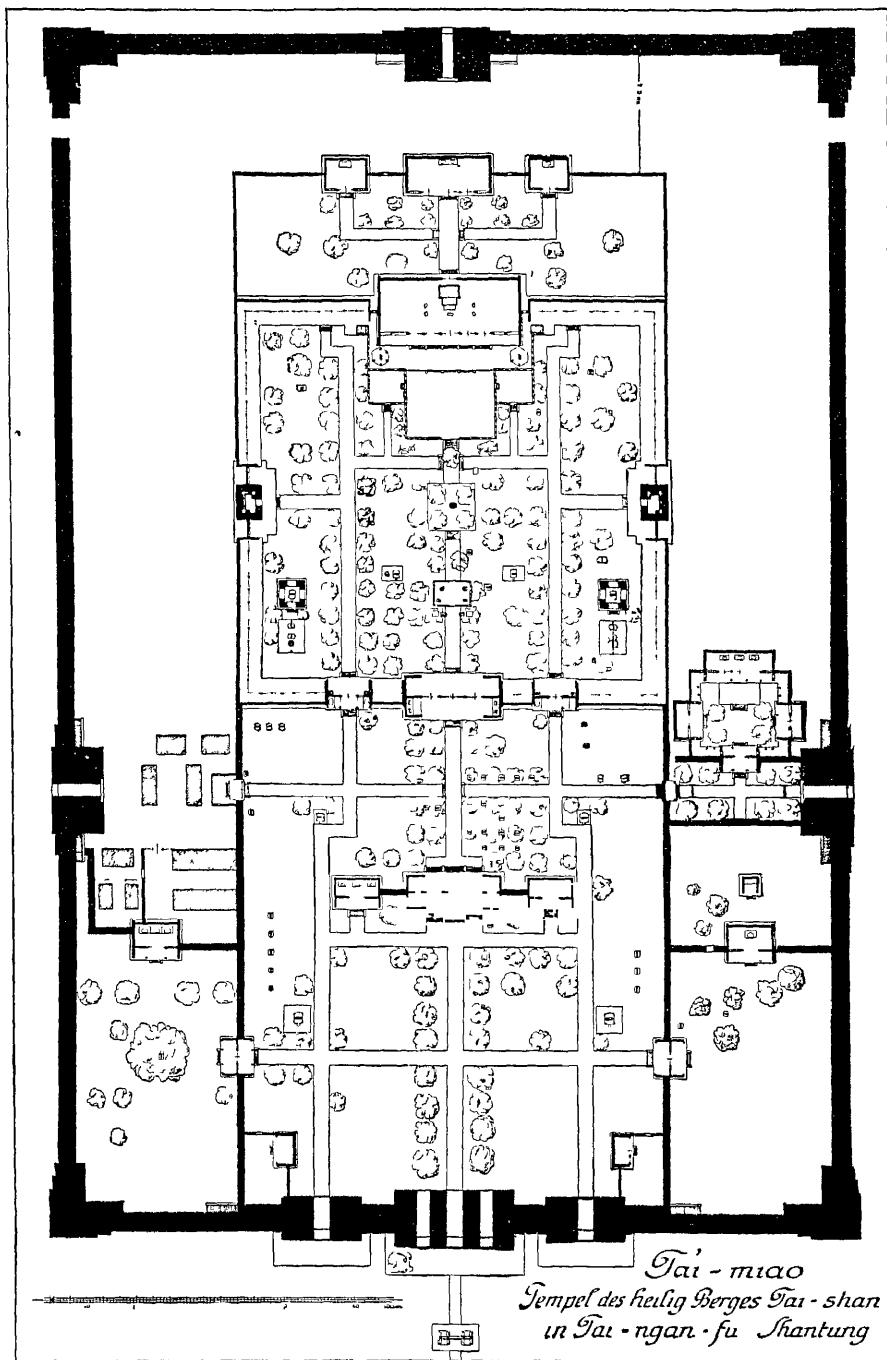 Tai - miao
Tempel des heilig Berges Tai - shan
in Tai - ngan - fu Shantung